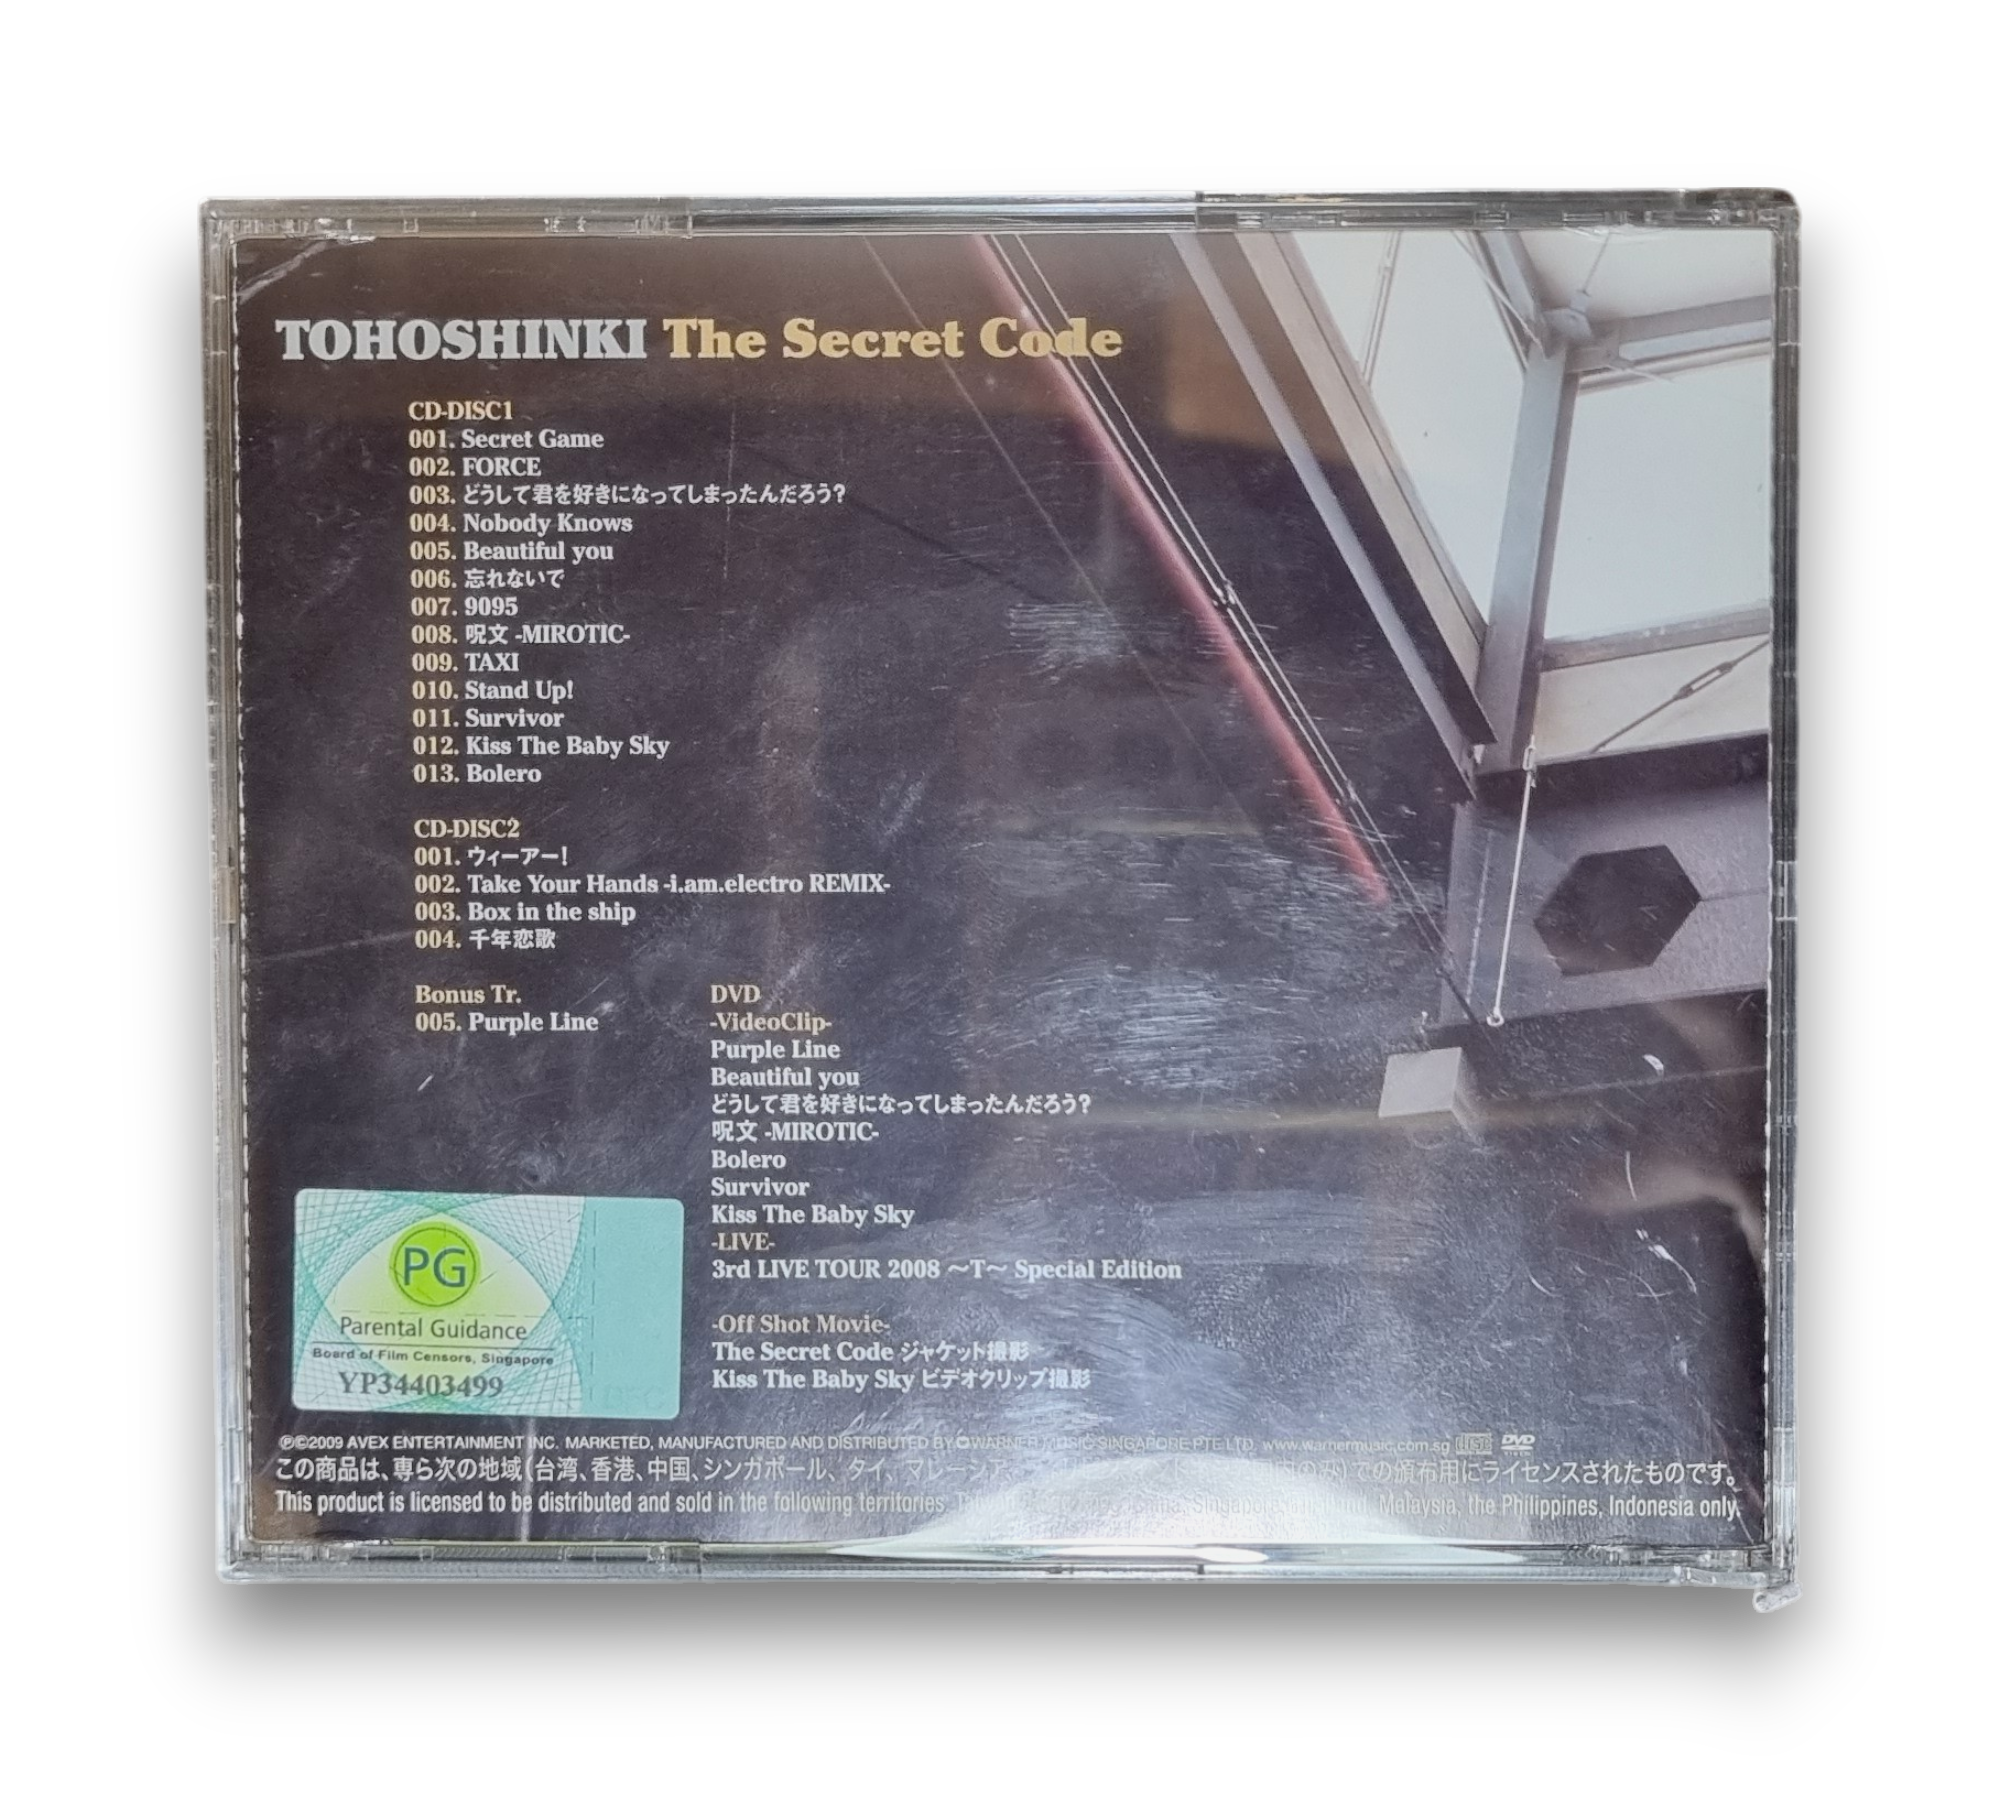 TOHOSHINKI The Secret Code
CD-DISC1
001. Secret Game
002. FORCE
003. どうして君を好きになってしまったんだろう?
004. Nobody Knows
005. Beautiful you
006. 忘れないで
007. 9095
008. 呪文 -MIROTIC-
009. TAXI
010. Stand Up!
011. Survivor
012. Kiss The Baby Sky
013. Bolero
CD-DISC2
001. ウィーアー!
002. Take Your Hands -i.am.electro REMIX-
003. Box in the ship
004. 千年恋歌
Bonus Tr.
005. Purple Line
DVD
-VideoClip-
Purple Line
Beautiful you
どうして君を好きになってしまったんだろう?
呪文 -MIROTIC-
Bolero
Survivor
Kiss The Baby Sky
-LIVE-
3rd LIVE TOUR 2008 ～T～ Special Edition
-Off Shot Movie-
The Secret Code ジャケット撮影
Kiss The Baby Sky ビデオクリップ撮影
PG
Parental Guidance
Board of Film Censors, Singapore
YP34403499
℗©2009 AVEX ENTERTAINMENT INC. MARKETED, MANUFACTURED AND DISTRIBUTED BY WARNER MUSIC SINGAPORE PTE LTD. www.warnermusic.com.sg DVD
この商品は、専ら次の地域(台湾、香港、中国、シンガポール、タイ、マレーシア のみ)での頒布用にライセンスされたものです。
This product is licensed to be distributed and sold in the following territories, Singapore, Malaysia, the Philippines, Indonesia only.